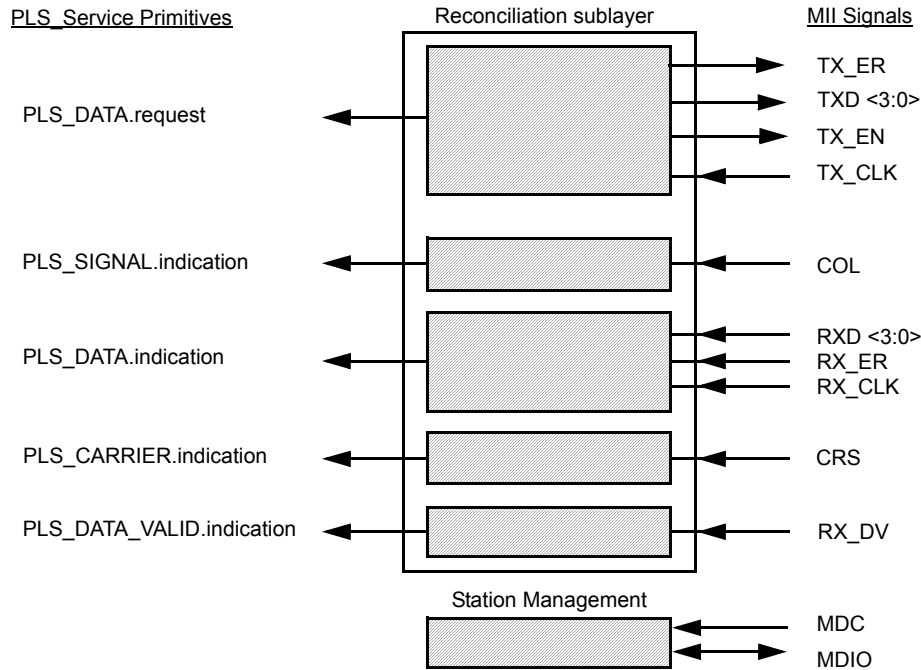 PLS_Service Primitives
Reconciliation sublayer
MII Signals
PLS_DATA.request
TX_ER
TXD <3:0>
TX_EN
TX_CLK
PLS_SIGNAL.indication
COL
PLS_DATA.indication
RXD <3:0>
RX_ER
RX_CLK
PLS_CARRIER.indication
CRS
PLS_DATA_VALID.indication
RX_DV
Station Management
MDC
MDIO